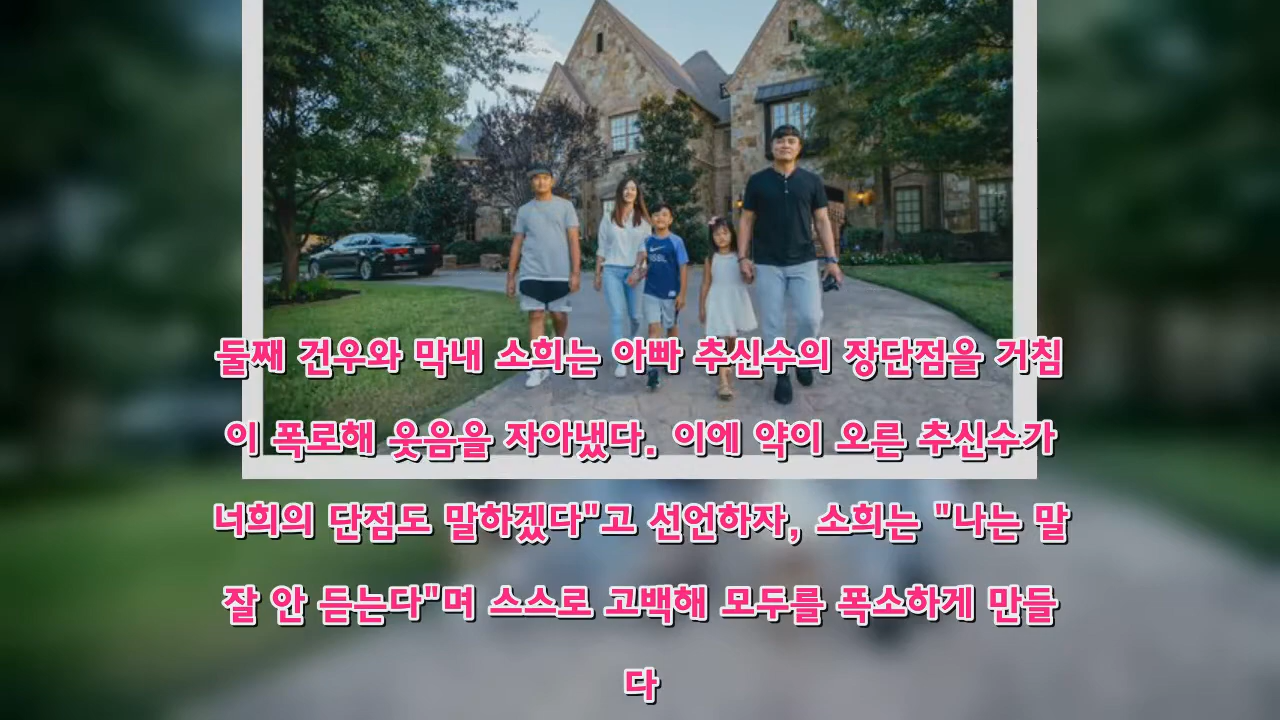 둘째 건우와 막내 소희는 아빠 추신수의 장단점을 거침
이 폭로해 웃음을 자아냈다. 이에 약이 오른 추신수가
너희의 단점도 말하겠다"고 선언하자, 소희는 "나는 말
잘 안 듣는다"며 스스로 고백해 모두를 폭소하게 만들
다